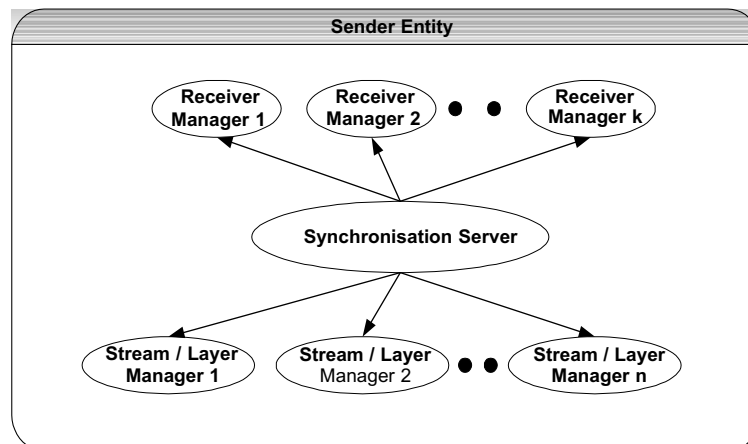 Sender Entity
Receiver
Manager 1
Receiver
Manager 2
Receiver
Manager k
Synchronisation Server
Stream / Layer
Manager 1
Stream / Layer
Manager 2
Stream / Layer
Manager n